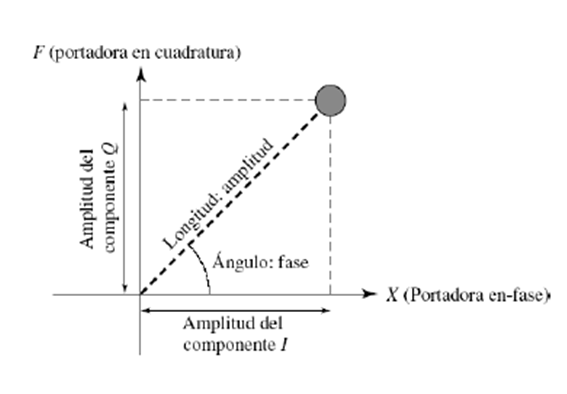 F (portadora en cuadratura)
Amplitud del
componente Q
Longitud: amplitud
Ángulo: fase
X (Portadora en-fase)
Amplitud del
componente I